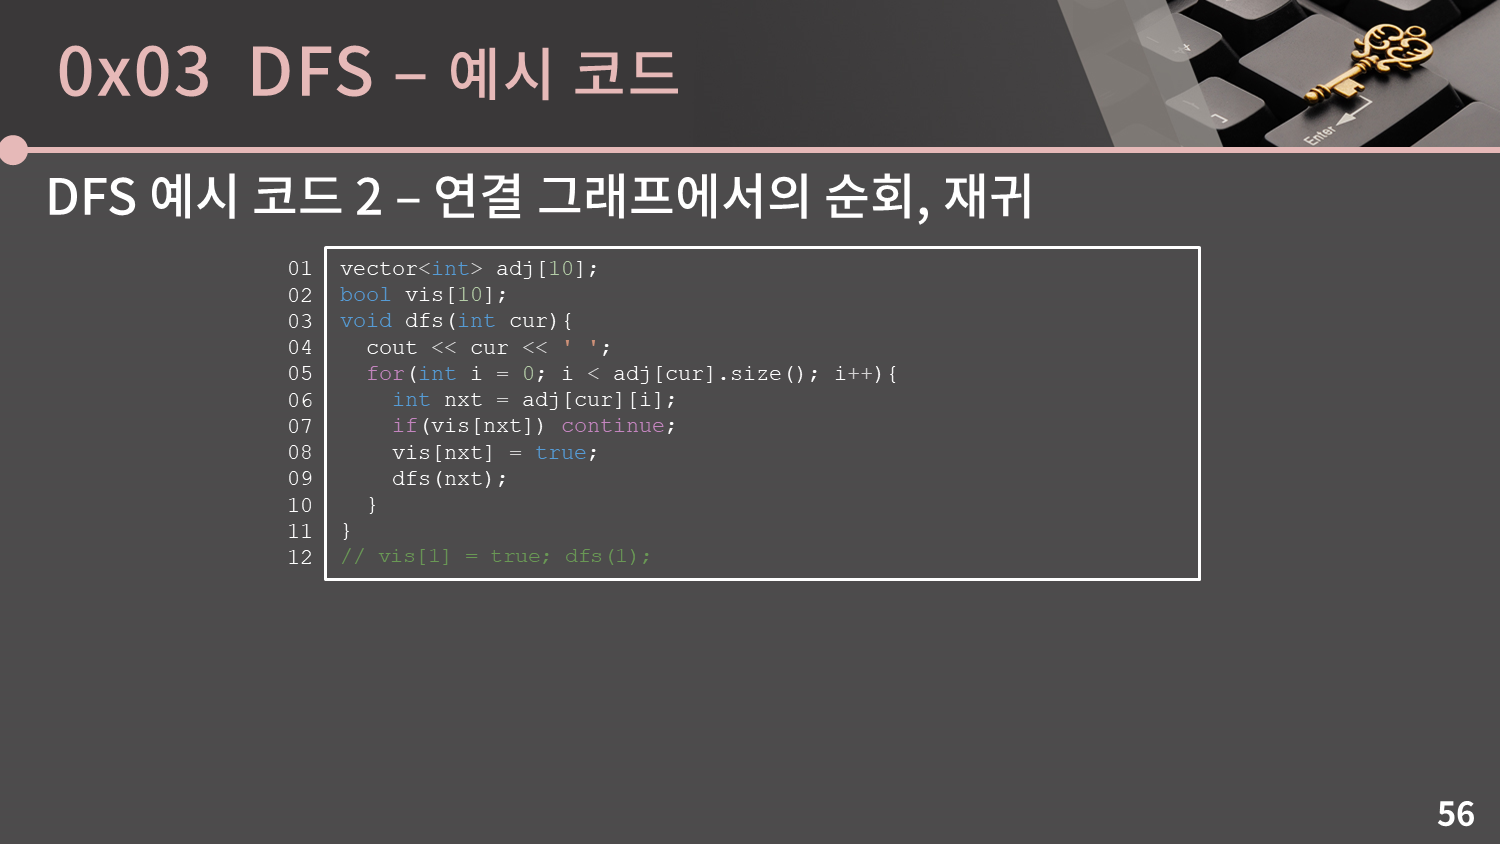 0x03 DFS – 예시 코드
Enter
DFS 예시 코드 2 – 연결 그래프에서의 순회, 재귀
01 vector<int> adj[10];
02 bool vis[10];
03 void dfs(int cur){
04   cout << cur << ' ';
05   for(int i = 0; i < adj[cur].size(); i++){
06     int nxt = adj[cur][i];
07     if(vis[nxt]) continue;
08     vis[nxt] = true;
09     dfs(nxt);
10   }
11 }
12 // vis[1] = true; dfs(1);
56